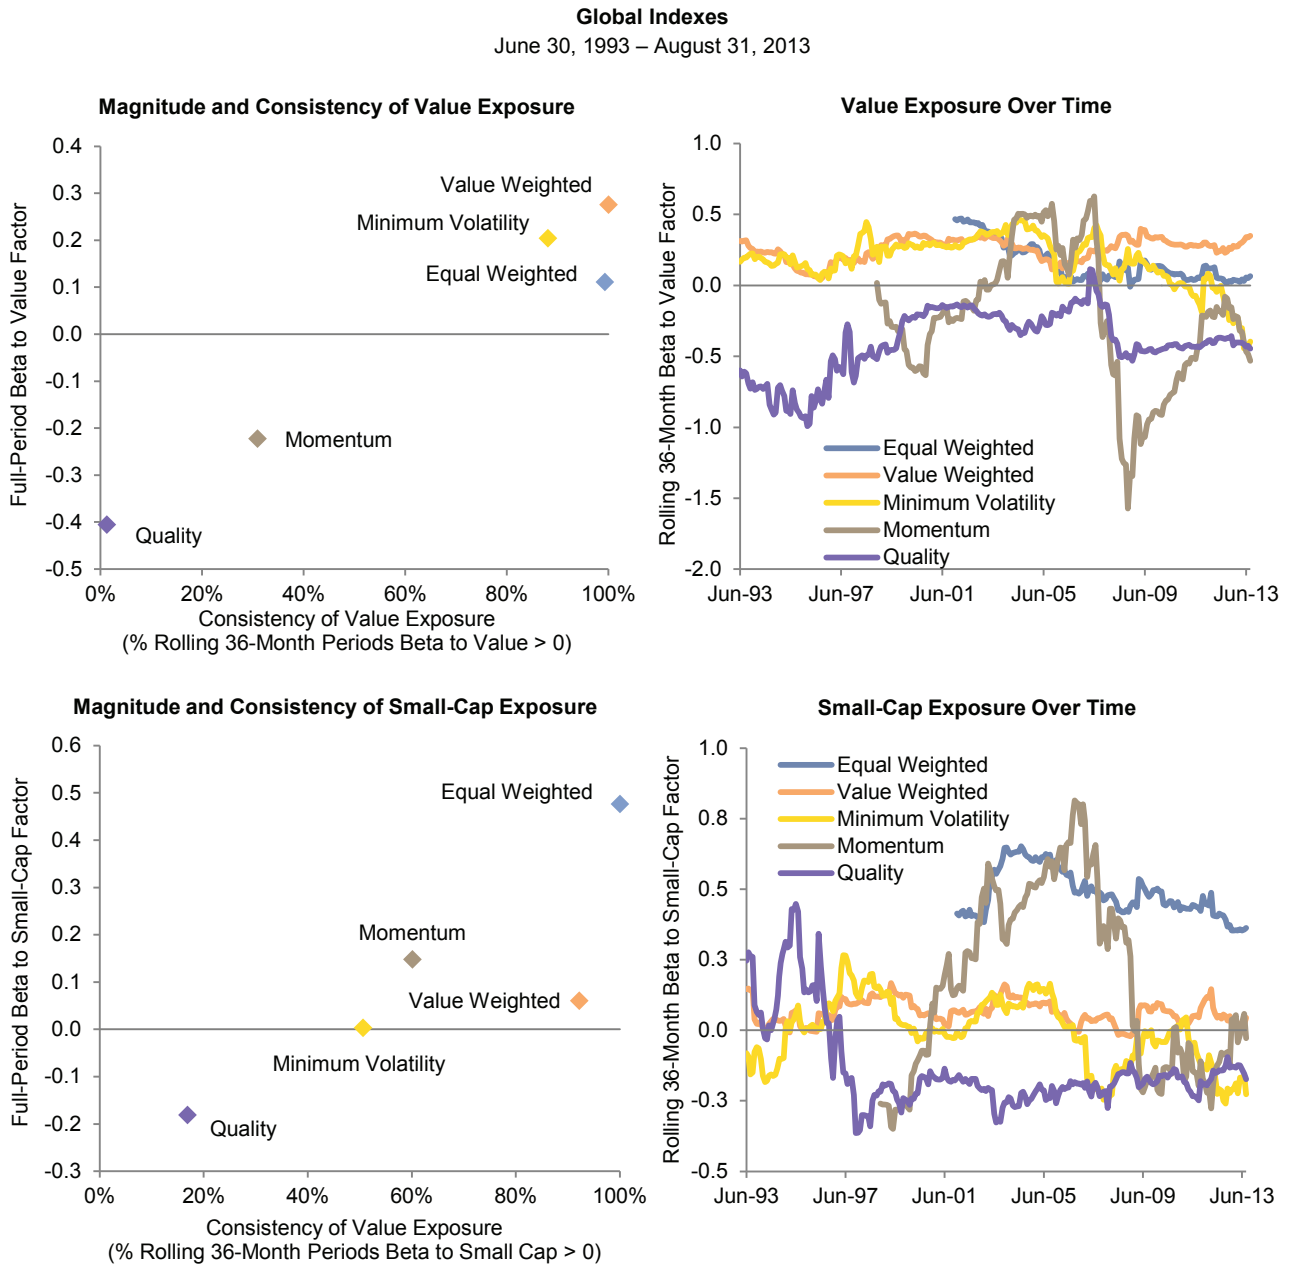 Global Indexes
June 30, 1993 – August 31, 2013
Magnitude and Consistency of Value Exposure
Full-Period Beta to Value Factor
0.4
0.3
0.2
0.1
0.0
-0.1
-0.2
-0.3
-0.4
-0.5
Value Weighted
Minimum Volatility
Equal Weighted
Momentum
Quality
0% 20% 40% 60% 80% 100%
Consistency of Value Exposure
(% Rolling 36-Month Periods Beta to Value > 0)
Value Exposure Over Time
Rolling 36-Month Beta to Value Factor
1.0
0.5
0.0
-0.5
-1.0
-1.5
-2.0
Equal Weighted
Value Weighted
Minimum Volatility
Momentum
Quality
Jun-93 Jun-97 Jun-01 Jun-05 Jun-09 Jun-13
Magnitude and Consistency of Small-Cap Exposure
Full-Period Beta to Small-Cap Factor
0.6
0.5
0.4
0.3
0.2
0.1
0.0
-0.1
-0.2
-0.3
Equal Weighted
Momentum
Value Weighted
Minimum Volatility
Quality
0% 20% 40% 60% 80% 100%
Consistency of Value Exposure
(% Rolling 36-Month Periods Beta to Small Cap > 0)
Small-Cap Exposure Over Time
Rolling 36-Month Beta to Small-Cap Factor
1.0
0.8
0.5
0.3
0.0
-0.3
-0.5
Equal Weighted
Value Weighted
Minimum Volatility
Momentum
Quality
Jun-93 Jun-97 Jun-01 Jun-05 Jun-09 Jun-13